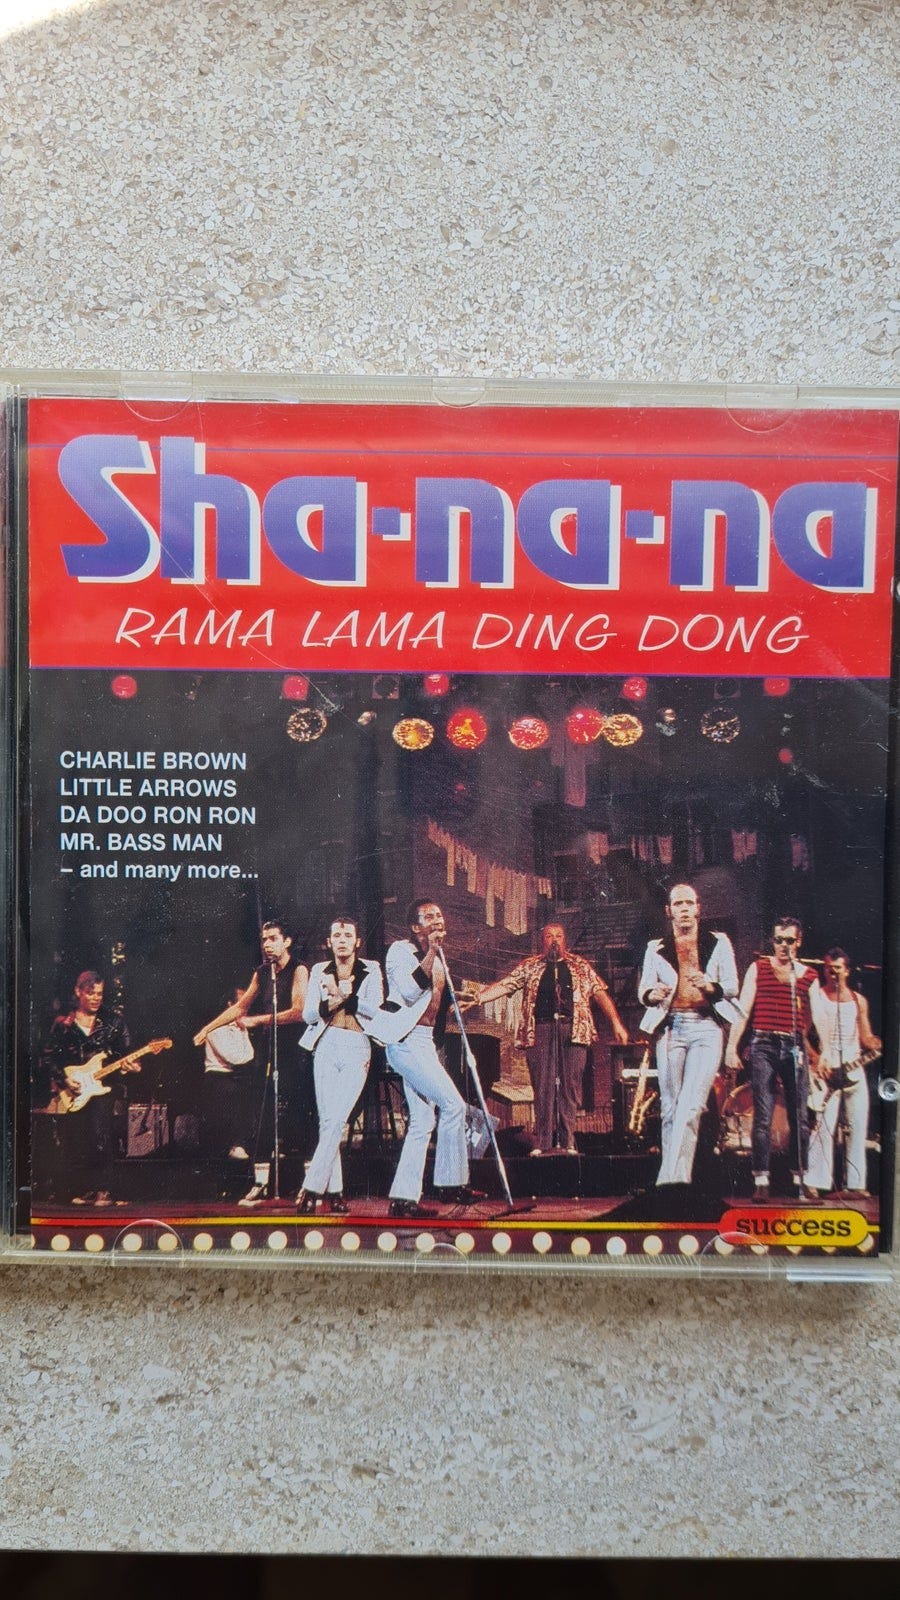 Sha-na-na
RAMA LAMA DING DONG
CHARLIE BROWN
LITTLE ARROWS
DA DOO RON RON
MR. BASS MAN
– and many more...
success